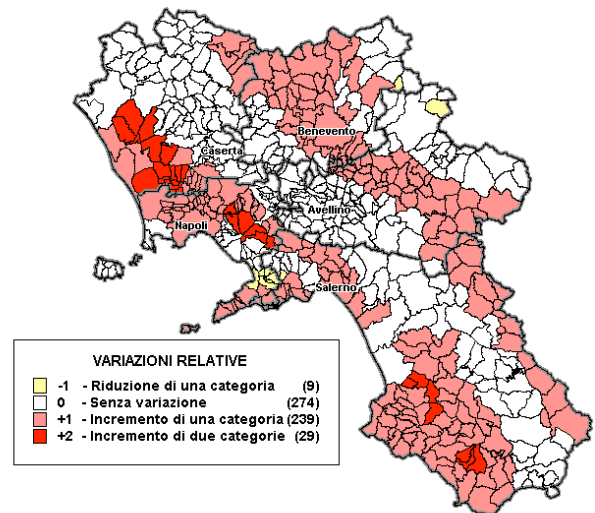 Benevento
Caserta
Avellino
Napoli
Salerno
VARIAZIONI RELATIVE
-1 - Riduzione di una categoria (9)
0 - Senza variazione (274)
+1 - Incremento di una categoria (239)
+2 - Incremento di due categorie (29)